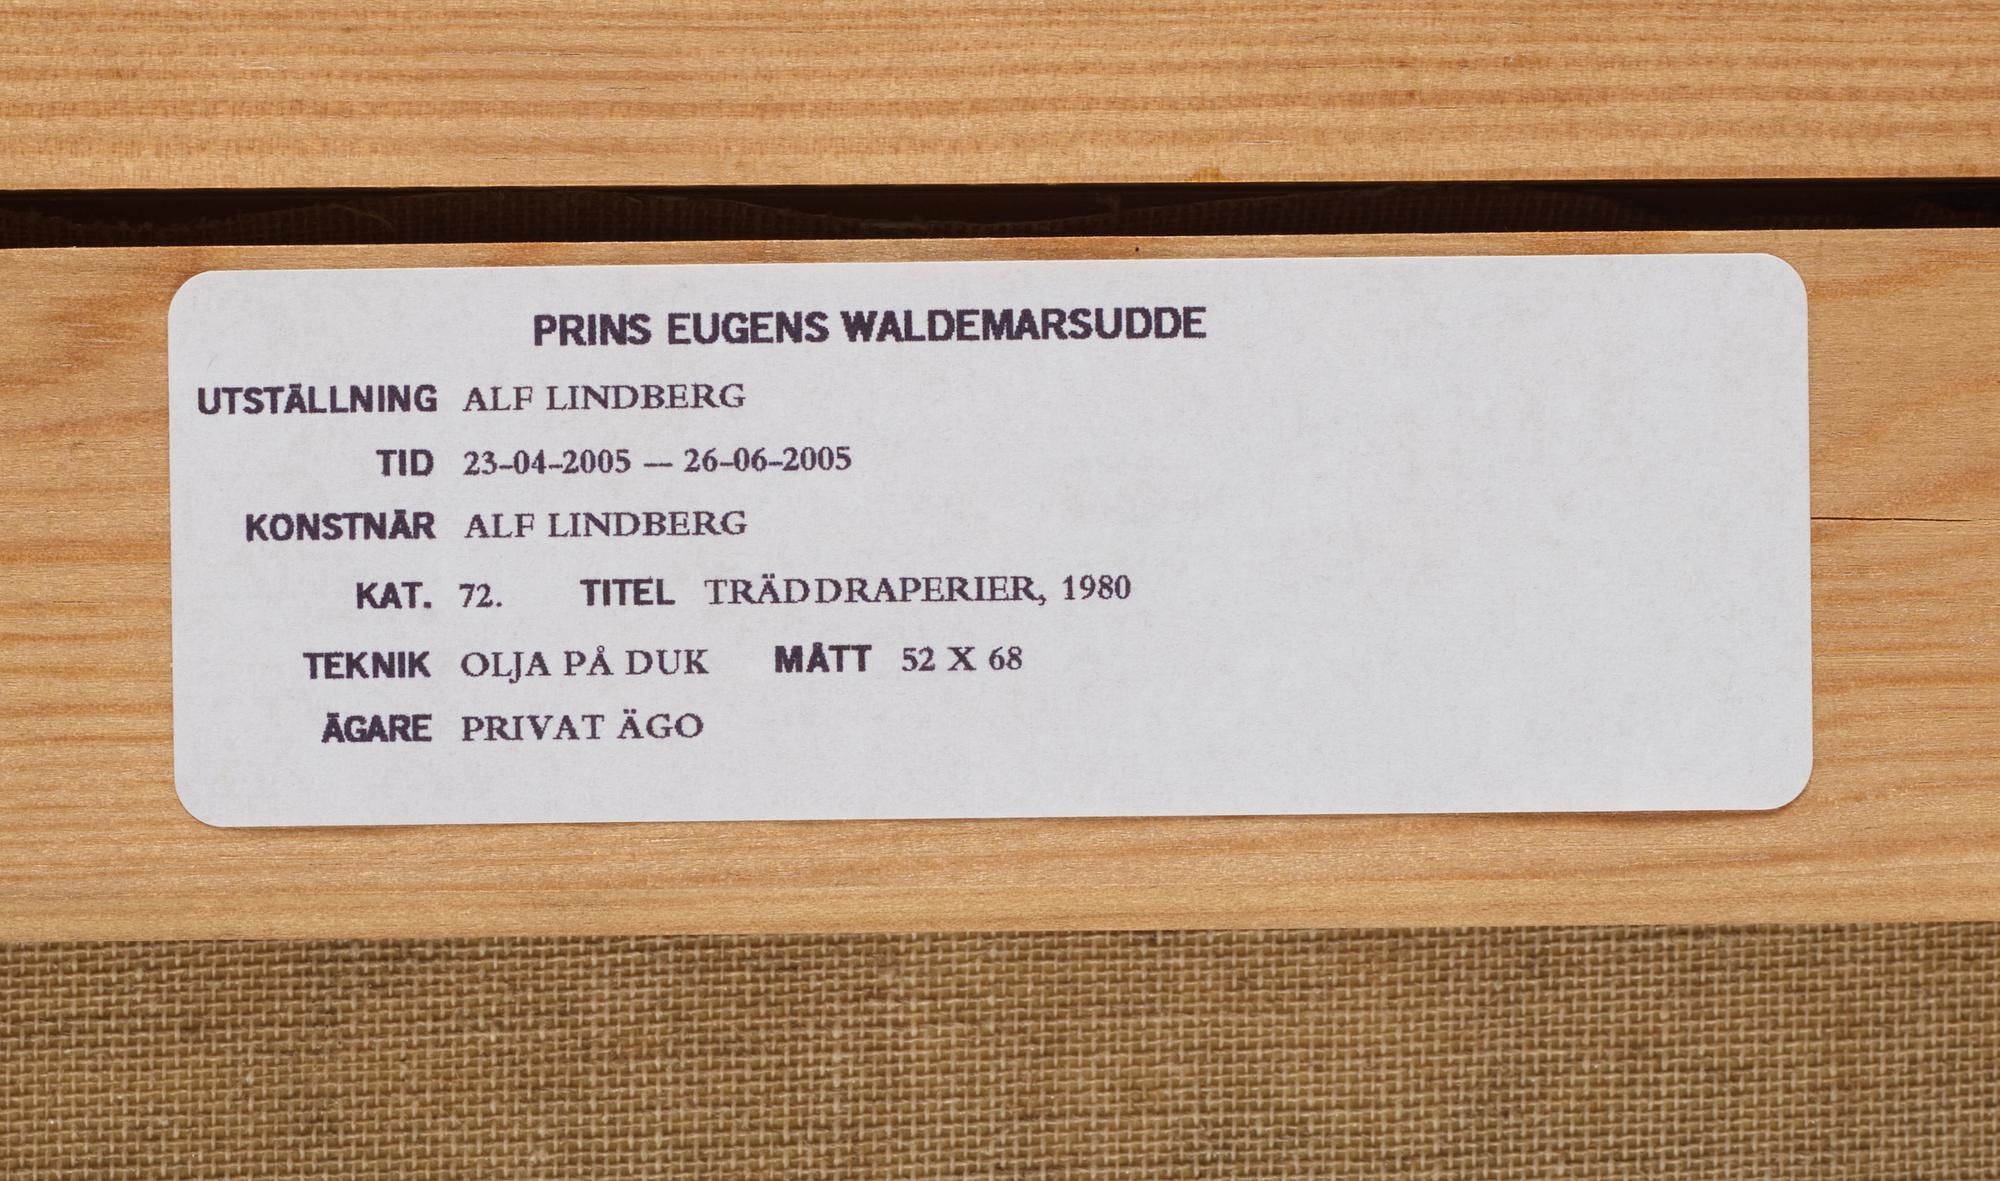 PRINS EUGENS WALDEMARSUDDE
UTSTÄLLNING ALF LINDBERG
TID 23-04-2005 — 26-06-2005
KONSTNÄR ALF LINDBERG
KAT. 72. TITEL TRÄDDRAPERIER, 1980
TEKNIK OLJA PÅ DUK MÅTT 52 X 68
ÄGARE PRIVAT ÄGO